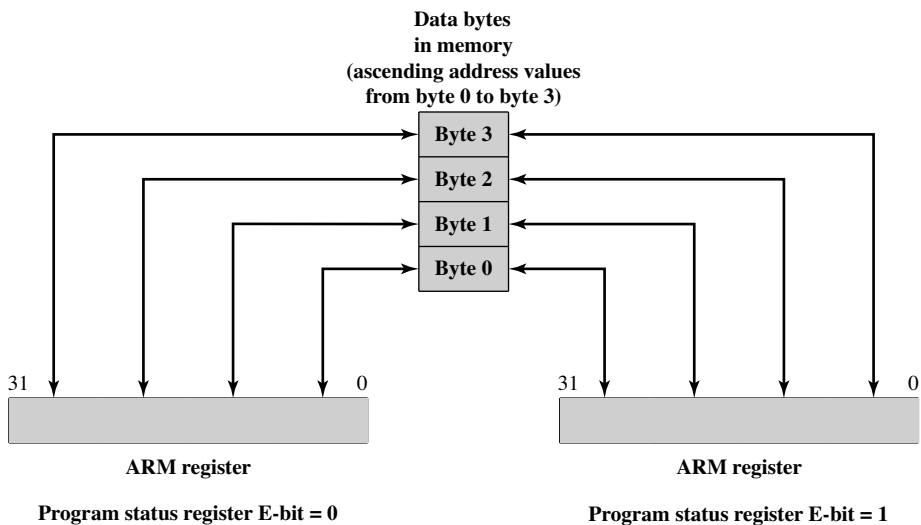 Data bytes
in memory
(ascending address values
from byte 0 to byte 3)
Byte 3
Byte 2
Byte 1
Byte 0
31
0
31
0
ARM register
ARM register
Program status register E-bit = 0
Program status register E-bit = 1